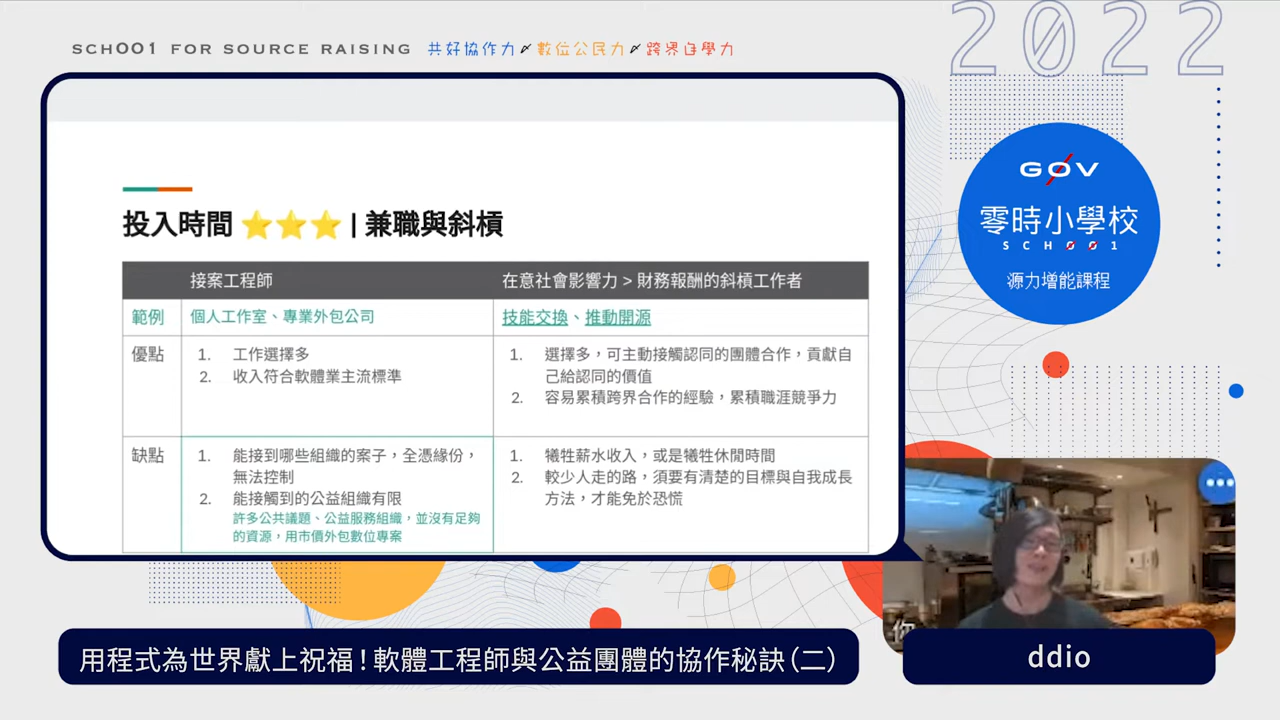 SCHOO1 FOR SOURCE RAISING 共好協作力 數位公民力 跨界自學力
2022
GOV
零時小學校
SCHOO1
源力增能課程
投入時間 ⭐⭐⭐ | 兼職與斜槓
接案工程師
在意社會影響力 > 財務報酬的斜槓工作者
範例
個人工作室、專業外包公司
技能交換、推動開源
優點
1. 工作選擇多
2. 收入符合軟體業主流標準
1. 選擇多，可主動接觸認同的團體合作，貢獻自
己給認同的價值
2. 容易累積跨界合作的經驗，累積職涯競爭力
缺點
1. 能接到哪些組織的案子，全憑緣份，
無法控制
2. 能接觸到的公益組織有限
許多公共議題、公益服務組織，並沒有足夠
的資源，用市價外包數位專案
1. 犧牲薪水收入，或是犧牲休閒時間
2. 較少人走的路，須要有清楚的目標與自我成長
方法，才能免於恐慌
你
用程式為世界獻上祝福！軟體工程師與公益團體的協作秘訣（二）
ddio